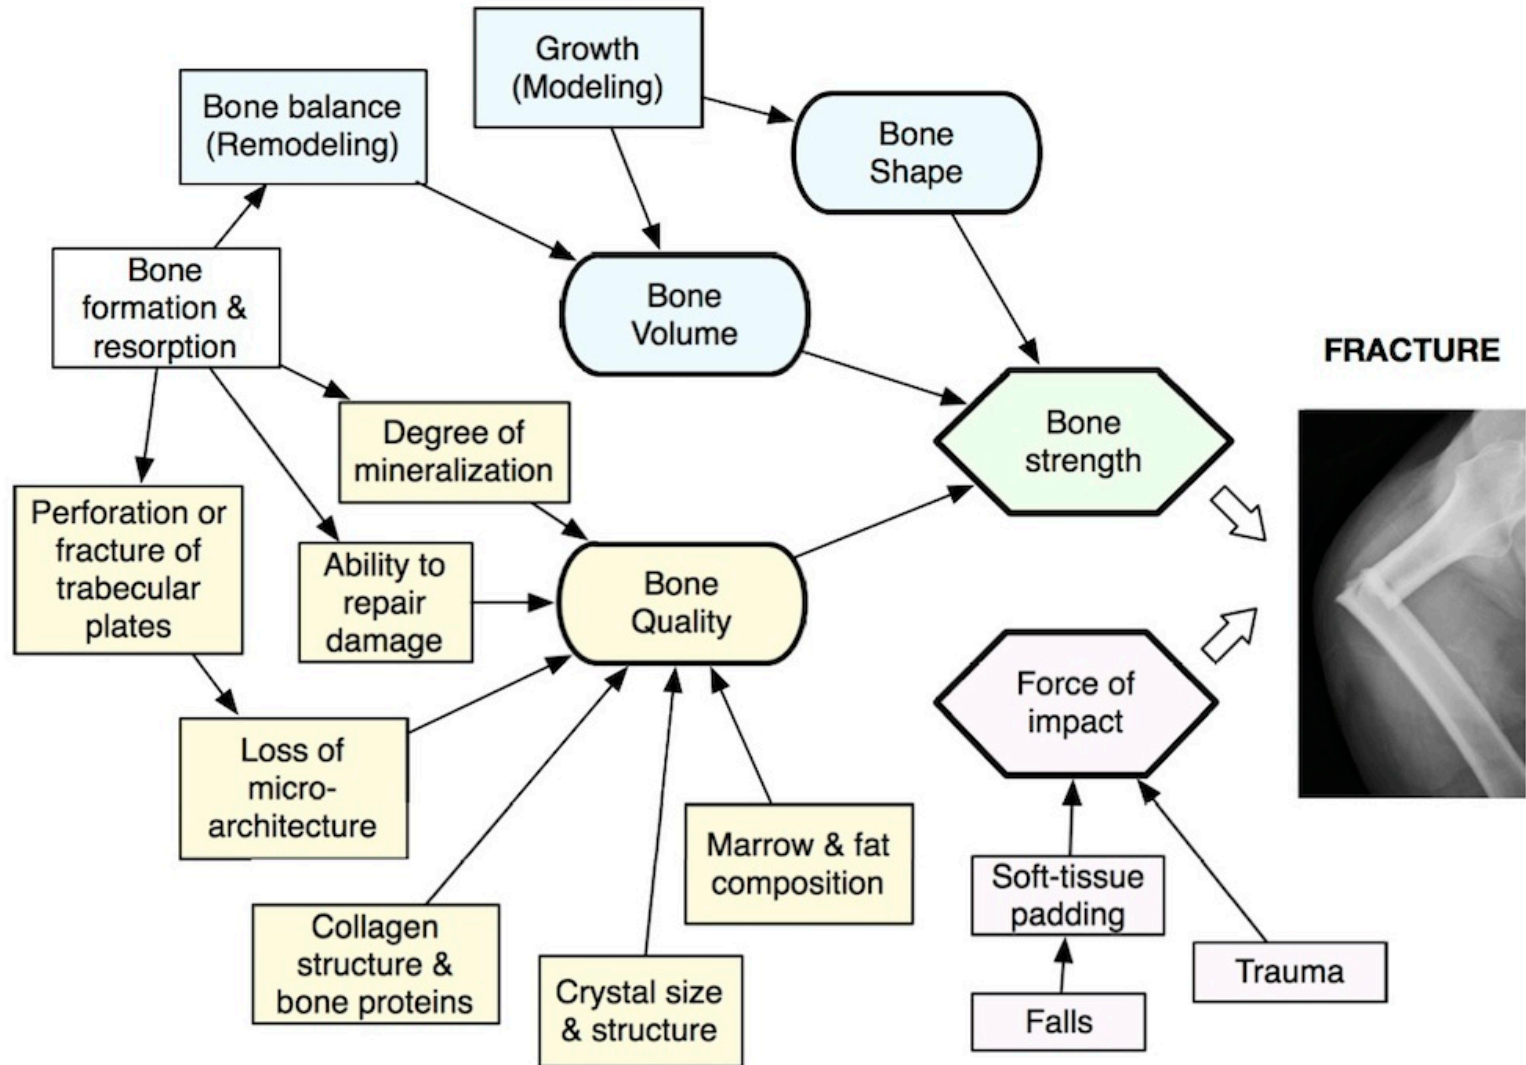 Growth
(Modeling)
Bone balance
(Remodeling)
Bone
Shape
Bone
formation &
resorption
Bone
Volume
FRACTURE
Degree of
mineralization
Bone
strength
Perforation or
fracture of
trabecular
plates
Ability to
repair
damage
Bone
Quality
Force of
impact
Loss of
micro-
architecture
Marrow & fat
composition
Soft-tissue
padding
Collagen
structure &
bone proteins
Crystal size
& structure
Trauma
Falls